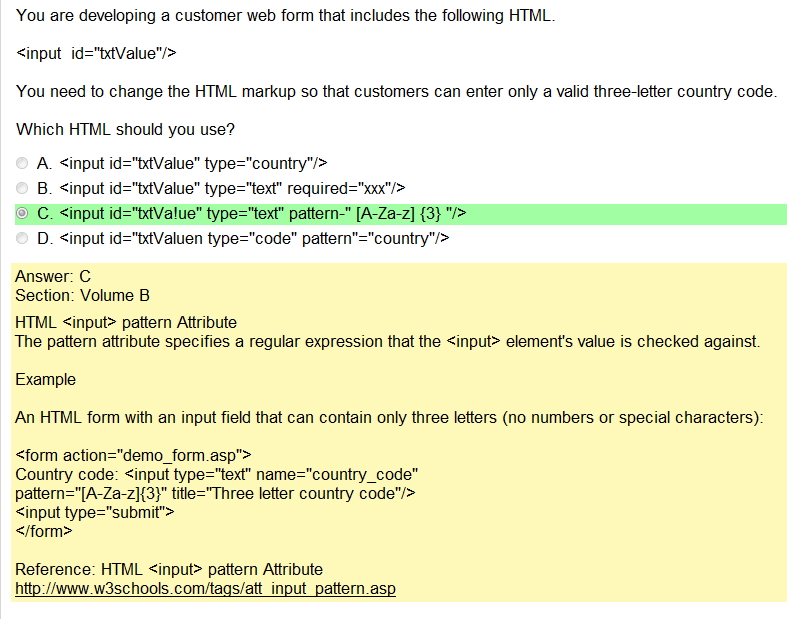 You are developing a customer web form that includes the following HTML.
<input  id="txtValue"/>
You need to change the HTML markup so that customers can enter only a valid three-letter country code.
Which HTML should you use?
A. <input id="txtValue" type="country"/>
B. <input id="txtValue" type="text" required="xxx"/>
C. <input id="txtVa!ue" type="text" pattern-" [A-Za-z] {3} "/>
D. <input id="txtValuen type="code" pattern"="country"/>
Answer: C
Section: Volume B
HTML <input> pattern Attribute
The pattern attribute specifies a regular expression that the <input> element's value is checked against.
Example
An HTML form with an input field that can contain only three letters (no numbers or special characters):
<form action="demo_form.asp">
Country code: <input type="text" name="country_code"
pattern="[A-Za-z]{3}" title="Three letter country code"/>
<input type="submit">
</form>
Reference: HTML <input> pattern Attribute
http://www.w3schools.com/tags/att_input_pattern.asp